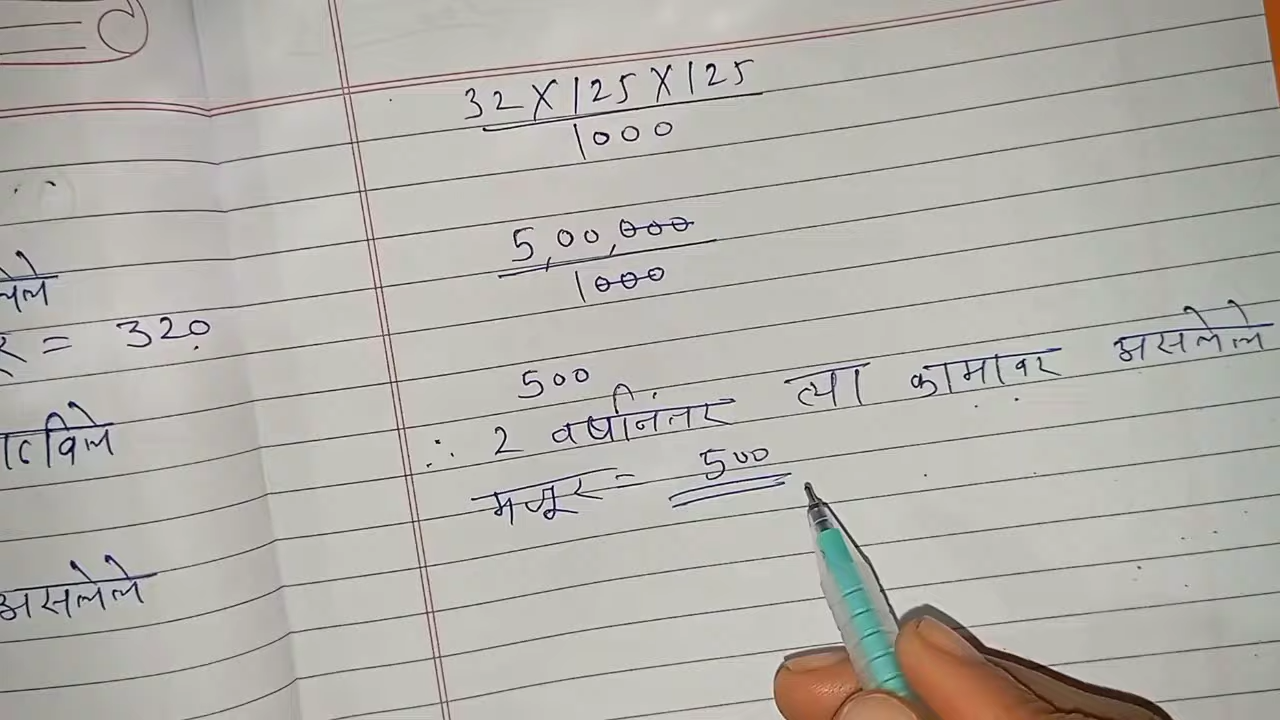 = 320
32 X 125 X 125
1000
5,00,000
1000
500
∴ 2 वर्षानंतर त्या कामावर असलेले
मजूर = 500
असलेले